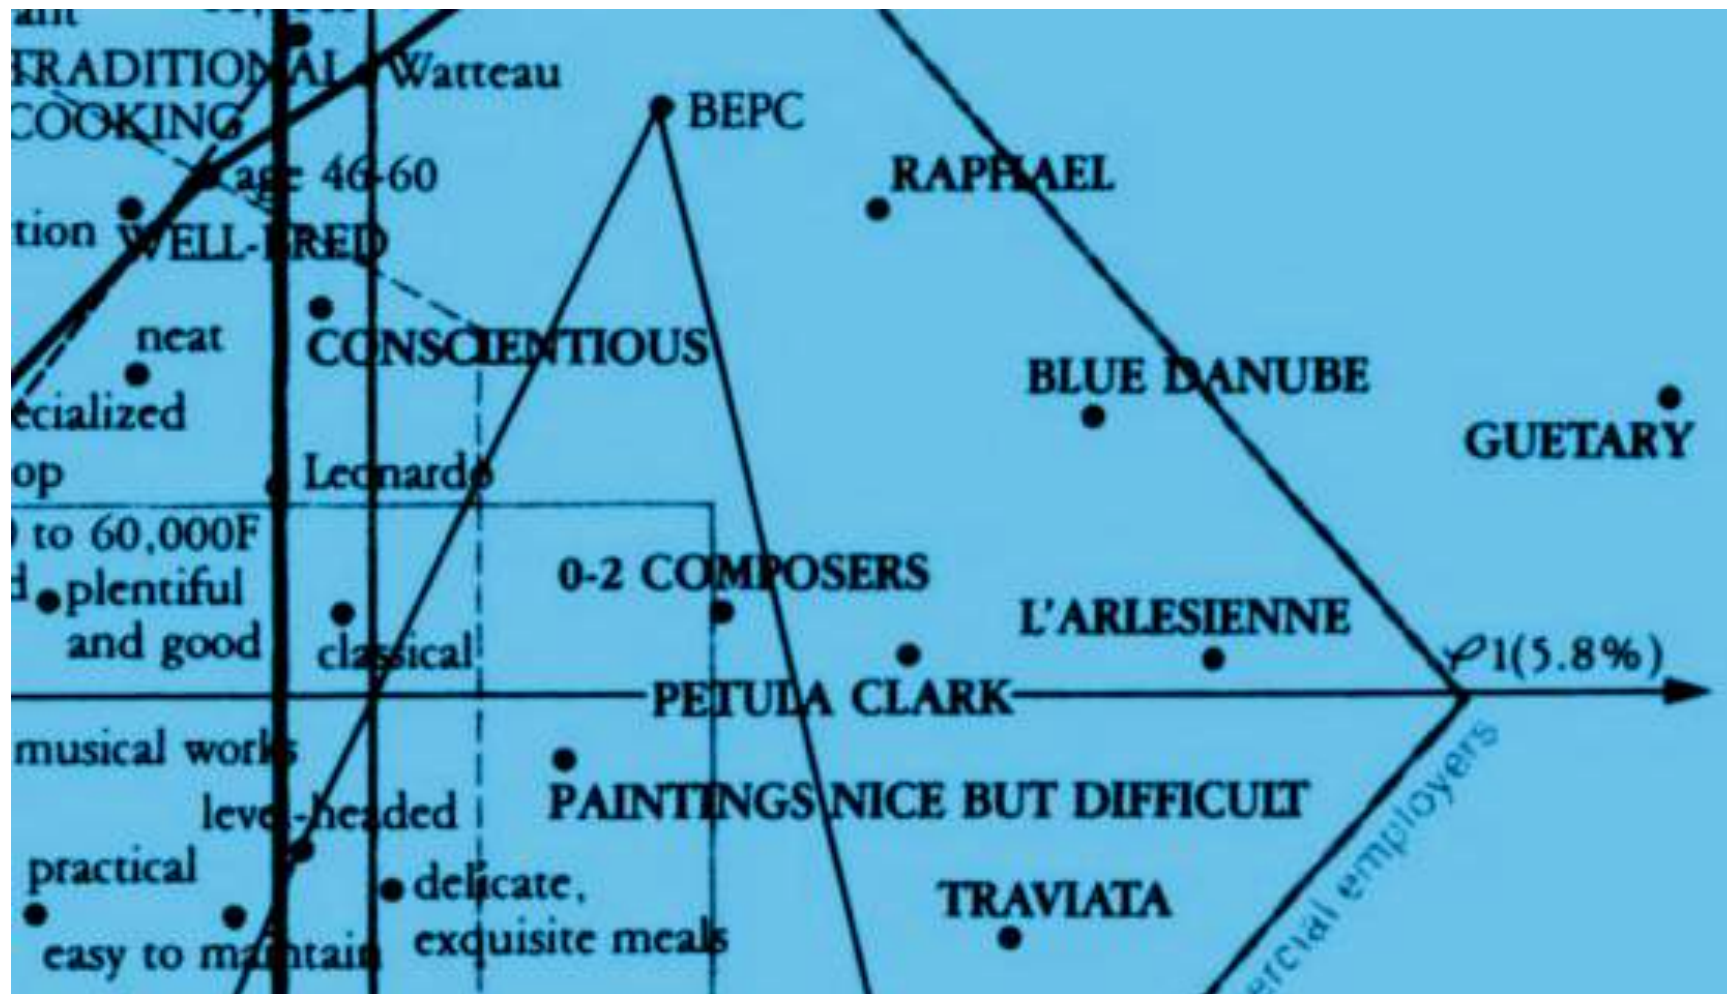 TRADITIONAL
COOKING
Watteau
BEPC
age 46-60
RAPHAEL
tion
WELL-BRED
neat
CONSCIENTIOUS
BLUE DANUBE
GUETARY
ecialized
op
Leonardo
to 60,000F
plentiful
and good
0-2 COMPOSERS
classical
L'ARLESIENNE
1(5.8%)
PETULA CLARK
musical works
level-headed
PAINTINGS NICE BUT DIFFICULT
practical
delicate,
exquisite meals
TRAVIATA
easy to maintain
ercial employers